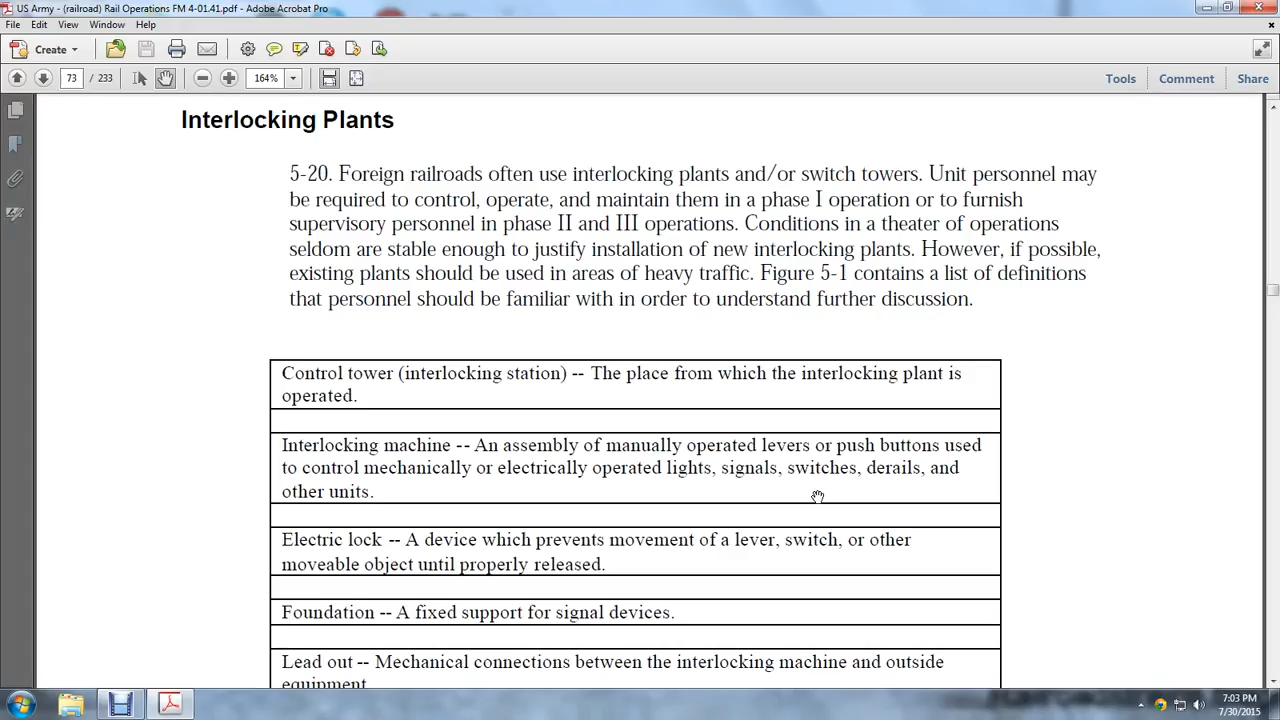 US Army - (railroad) Rail Operations FM 4-01.41.pdf - Adobe Acrobat Pro
File Edit View Window Help
Create
73 / 233
164%
Tools Comment Share
Interlocking Plants
5-20. Foreign railroads often use interlocking plants and/or switch towers. Unit personnel may
be required to control, operate, and maintain them in a phase I operation or to furnish
supervisory personnel in phase II and III operations. Conditions in a theater of operations
seldom are stable enough to justify installation of new interlocking plants. However, if possible,
existing plants should be used in areas of heavy traffic. Figure 5-1 contains a list of definitions
that personnel should be familiar with in order to understand further discussion.
Control tower (interlocking station) -- The place from which the interlocking plant is
operated.
Interlocking machine -- An assembly of manually operated levers or push buttons used
to control mechanically or electrically operated lights, signals, switches, derails, and
other units.
Electric lock -- A device which prevents movement of a lever, switch, or other
moveable object until properly released.
Foundation -- A fixed support for signal devices.
Lead out -- Mechanical connections between the interlocking machine and outside
equipment
7:03 PM
7/30/2015